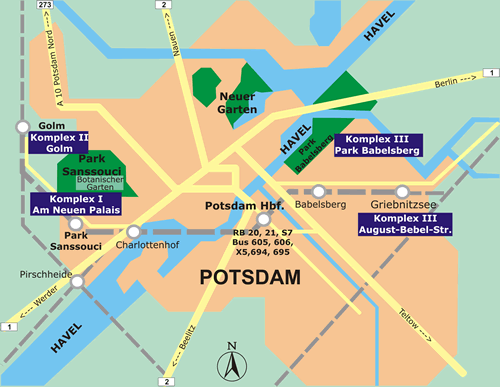 273
2
HAVEL
A 10 Potsdam Nord --->
Nauen --->
Berlin --->
1
Neuer
Garten
Golm
Komplex II
Golm
HAVEL
Park
Babelsberg
Komplex III
Park Babelsberg
Park
Sanssouci
Botanischer
Garten
Komplex I
Am Neuen Palais
Potsdam Hbf.
Babelsberg
Griebnitzsee
Komplex III
August-Bebel-Str.
Park
Sanssouci
Charlottenhof
RB 20, 21, S7
Bus 605, 606,
X5,694, 695
Pirschheide
POTSDAM
<---- Werder
1
HAVEL
<---- Beelitz
2
Teltow --->
N